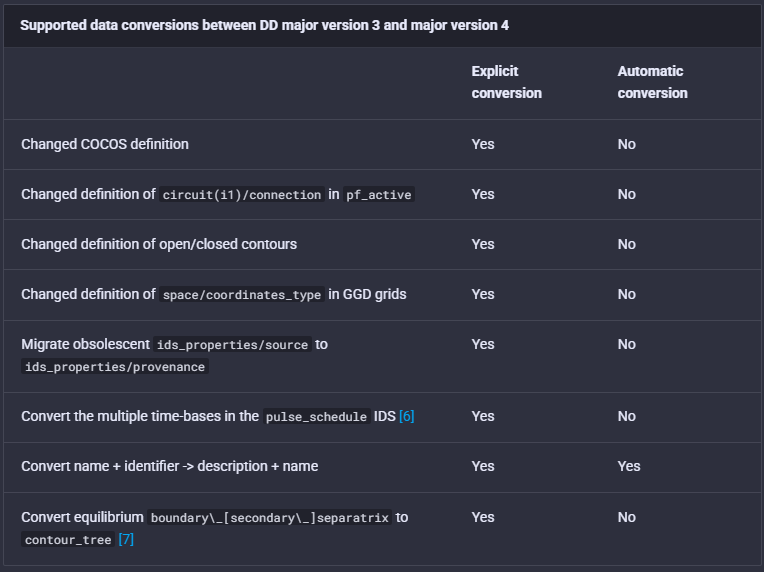 Supported data conversions between DD major version 3 and major version 4
Explicit conversion Automatic conversion
Changed COCOS definition Yes No
Changed definition of circuit(i1)/connection in pf_active Yes No
Changed definition of open/closed contours Yes No
Changed definition of space/coordinates_type in GGD grids Yes No
Migrate obsolescent ids_properties/source to Yes No
ids_properties/provenance
Convert the multiple time-bases in the pulse_schedule IDS [6] Yes No
Convert name + identifier -> description + name Yes Yes
Convert equilibrium boundary\_[secondary\_]separatrix to Yes No
contour_tree [7]